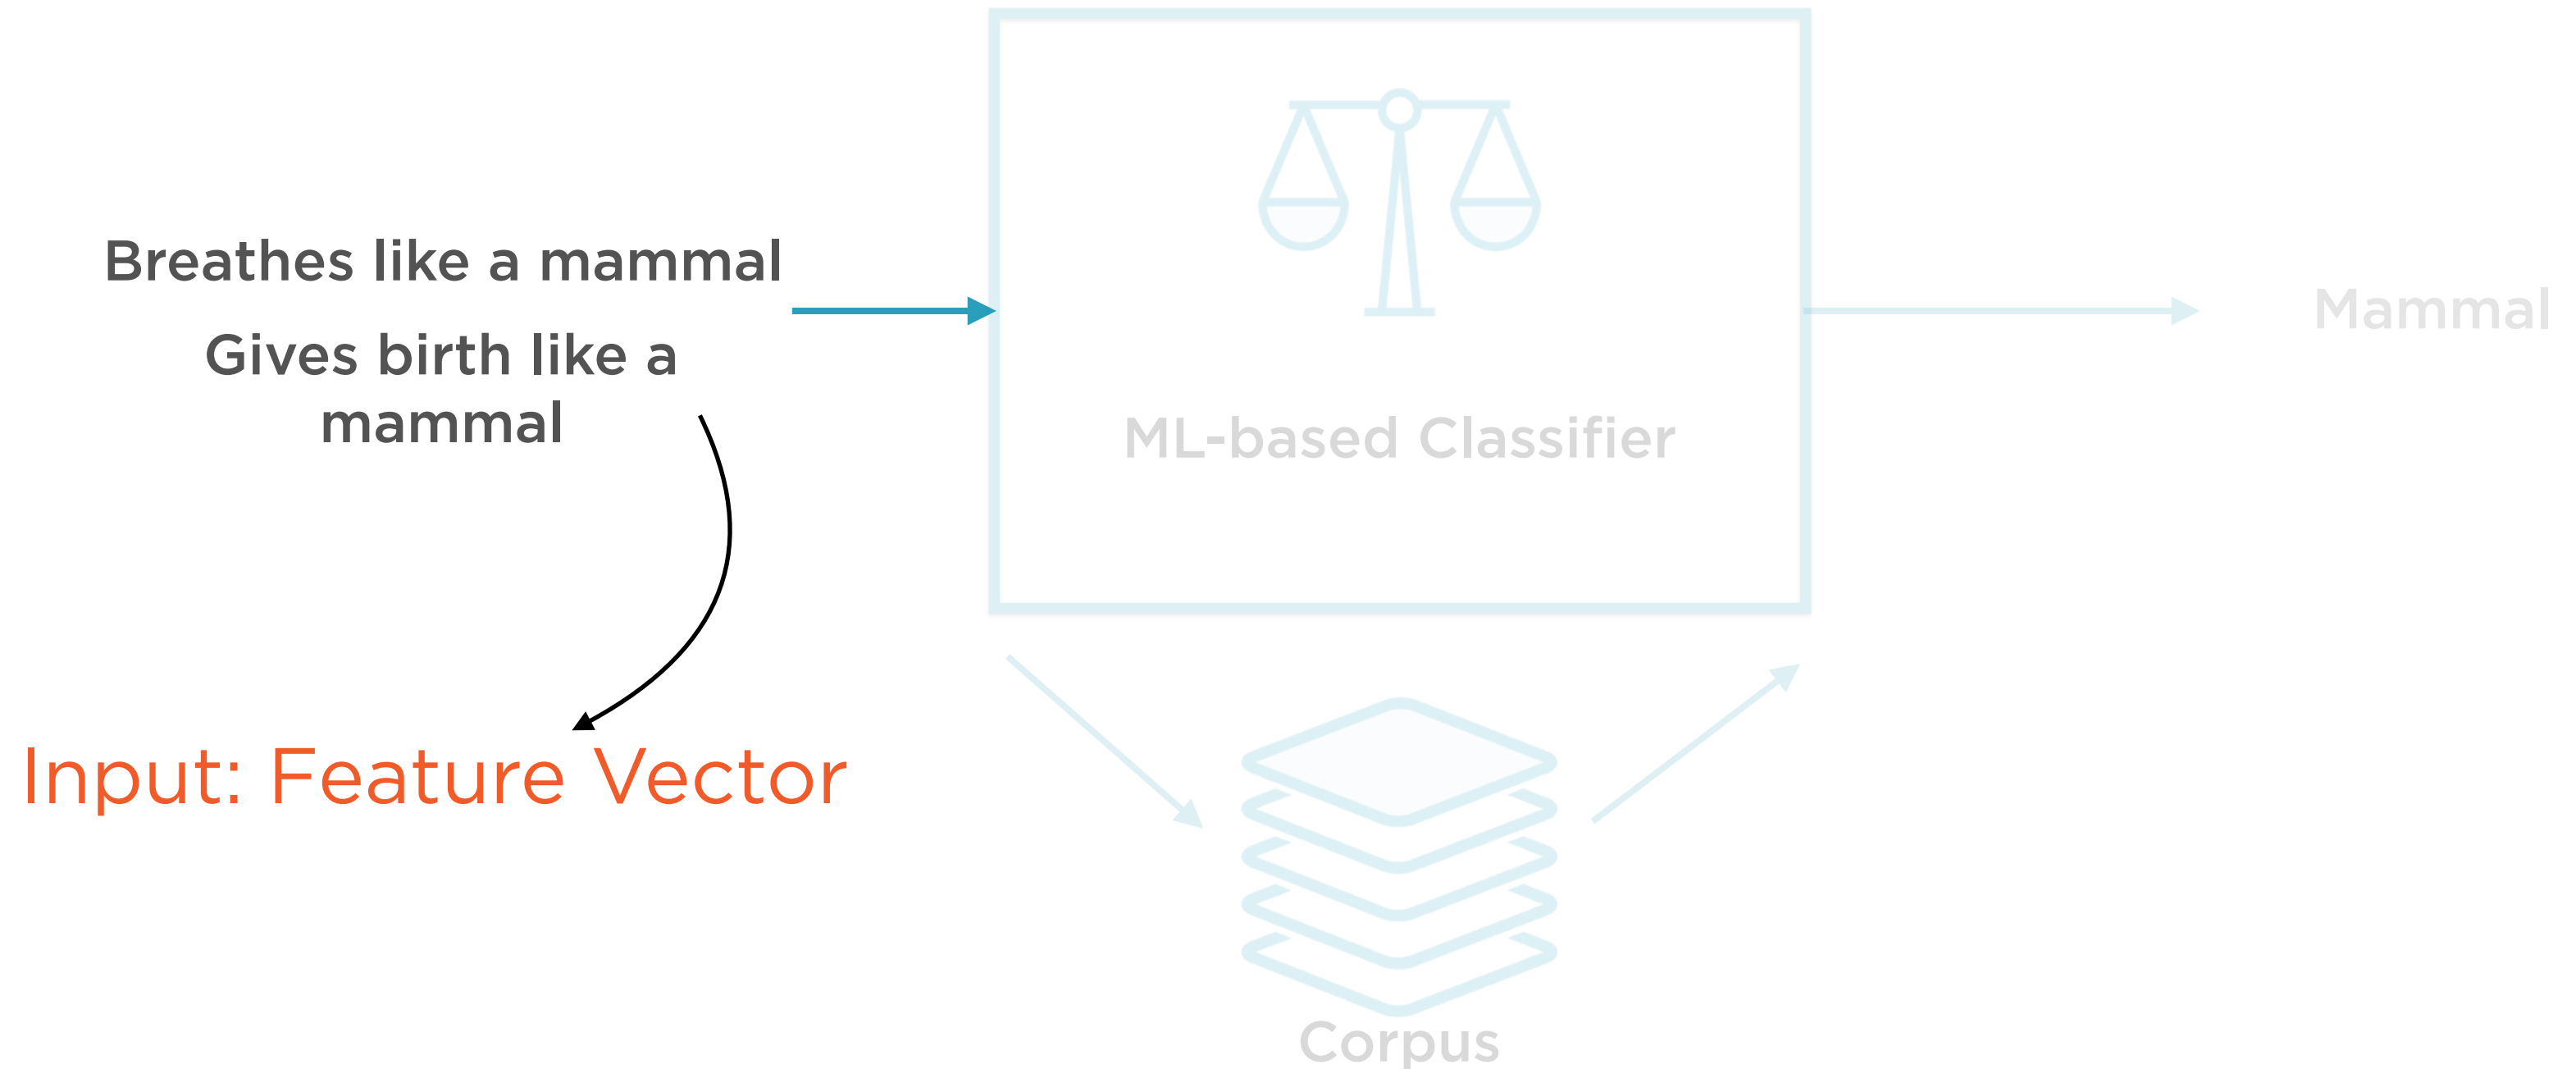 Breathes like a mammal
Gives birth like a
mammal
Input: Feature Vector
ML-based Classifier
Corpus
Mammal